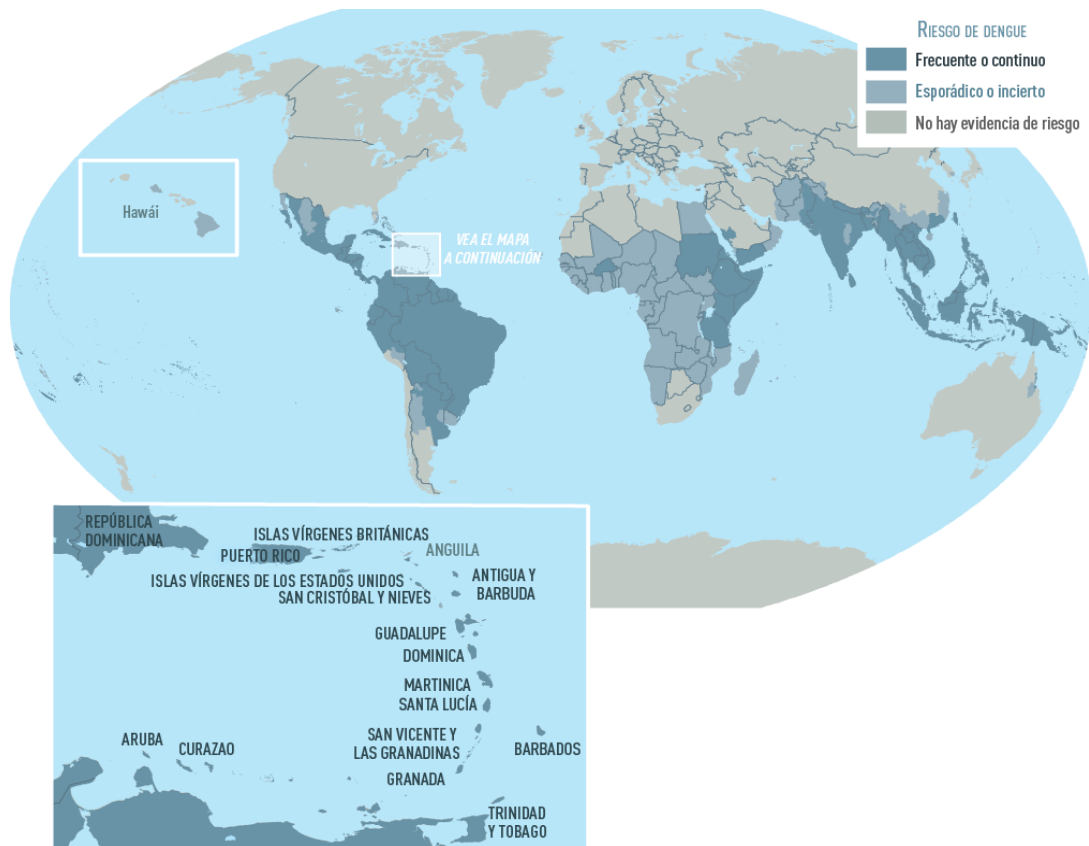 RIESGO DE DENGUE
Frecuente o continuo
Esporádico o incierto
No hay evidencia de riesgo
Hawái
VEA EL MAPA
A CONTINUACIÓN
REPÚBLICA
DOMINICANA
ISLAS VÍRGENES BRITÁNICAS
PUERTO RICO
ANGUILA
ISLAS VÍRGENES DE LOS ESTADOS UNIDOS
SAN CRISTÓBAL Y NIEVES
ANTIGUA Y
BARBUDA
GUADALUPE
DOMINICA
MARTINICA
SANTA LUCÍA
SAN VICENTE Y
LAS GRANADINAS
BARBADOS
ARUBA
CURAZAO
GRANADA
TRINIDAD
Y TOBAGO